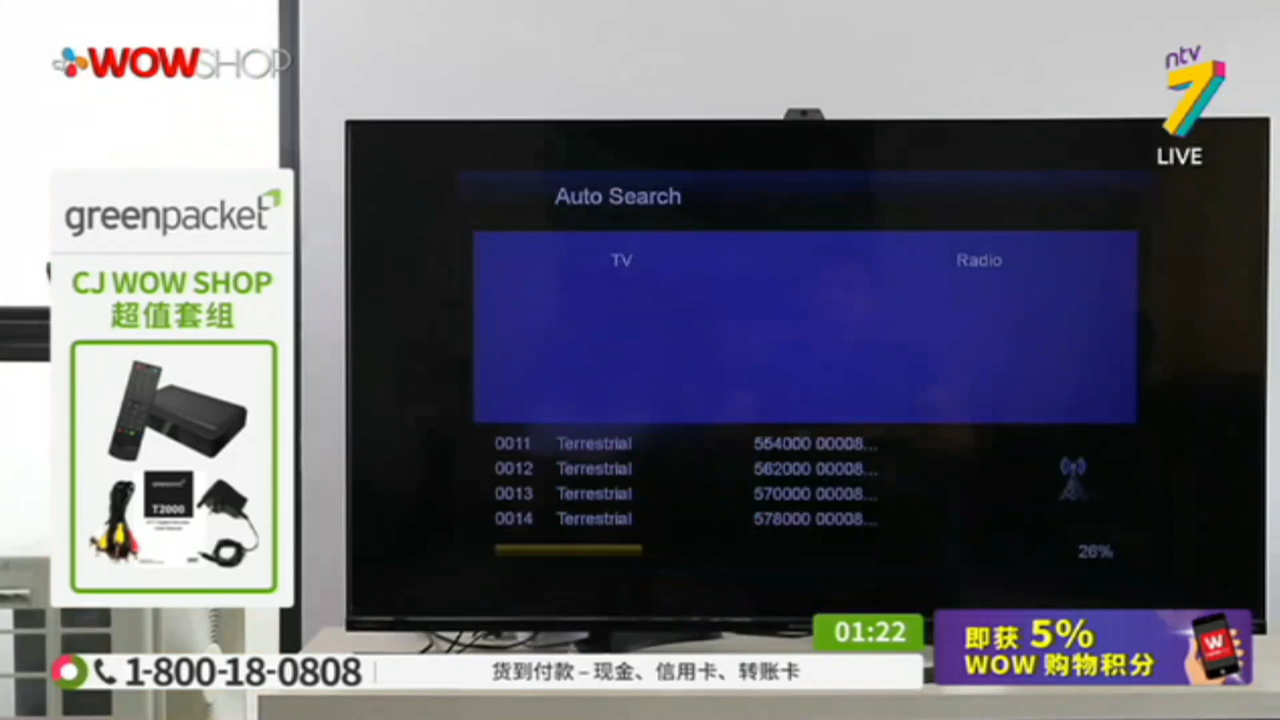 WOWSHOP
ntv
7
LIVE
greenpacket
CJ WOW SHOP
超值套组
greenpacket
T2000
Auto Search
TV
Radio
0011 Terrestrial 554000 00008...
0012 Terrestrial 562000 00008...
0013 Terrestrial 570000 00008...
0014 Terrestrial 578000 00008...
26%
01:22
即获 5%
WOW 购物积分
W
1-800-18-0808
货到付款 – 现金、信用卡、转账卡